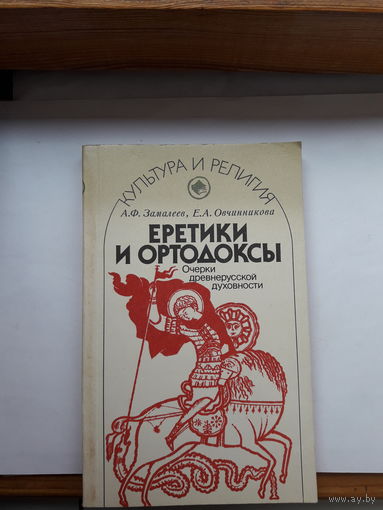 КУЛЬТУРА И РЕЛИГИЯ
А.Ф. Замалеев, Е.А. Овчинникова
ЕРЕТИКИ
И ОРТОДОКСЫ
Очерки
древнерусской
духовности
www.ay.by